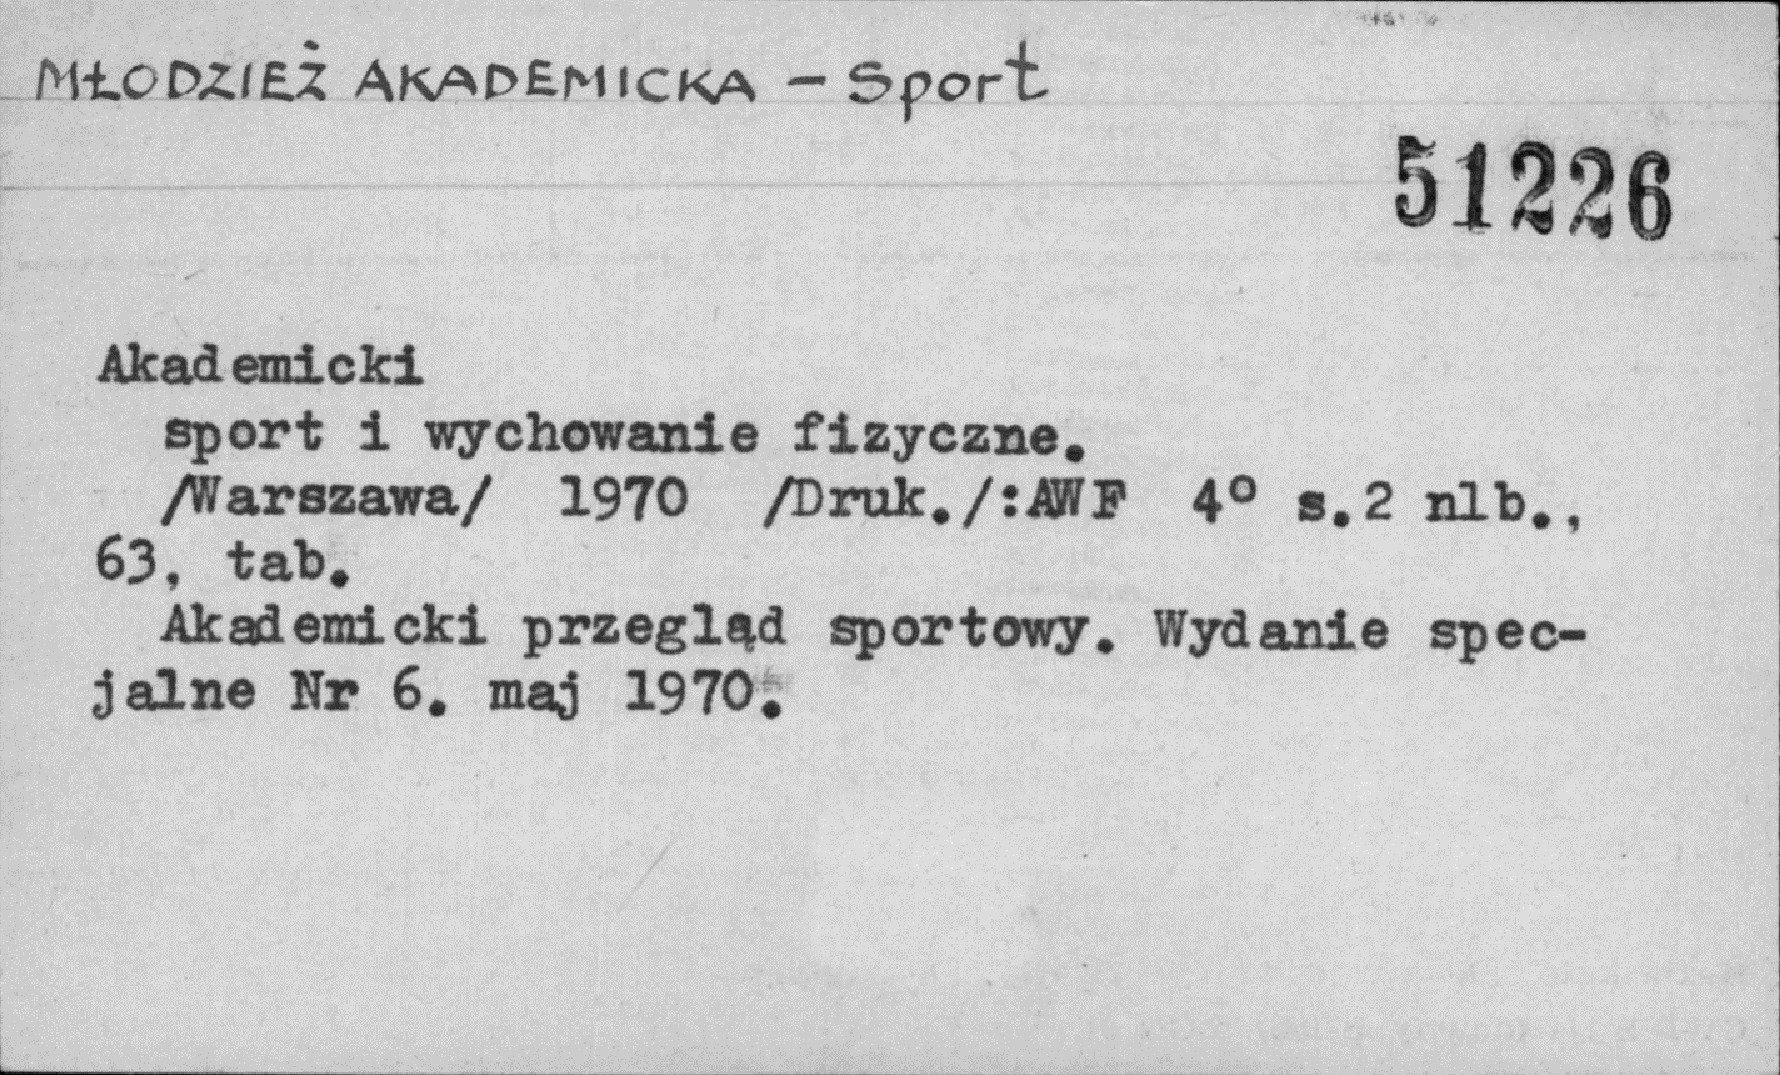 MŁODZIEŻ AKADEMICKA – Sport
51226
Akademicki
sport i wychowanie fizyczne.
/Warszawa/ 1970 /Druk./:AWF 4° s.2 nlb.,
63, tab.
Akademicki przegląd sportowy. Wydanie spec-
jalne Nr 6. maj 1970.